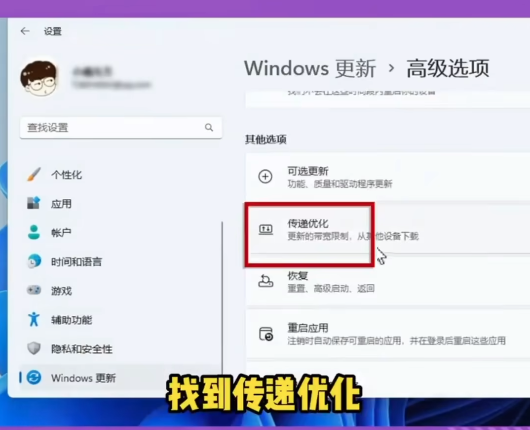 设置
Windows 更新 › 高级选项
查找设置
其他选项
个性化
应用
帐户
时间和语言
游戏
辅助功能
隐私和安全性
Windows 更新
可选更新
功能、质量和驱动程序更新
传递优化
更新的带宽限制，从其他设备下载
恢复
重置、高级启动、返回
重启应用
注销时自动保存可重启的应用，并在登录后重启这些应用
找到传递优化